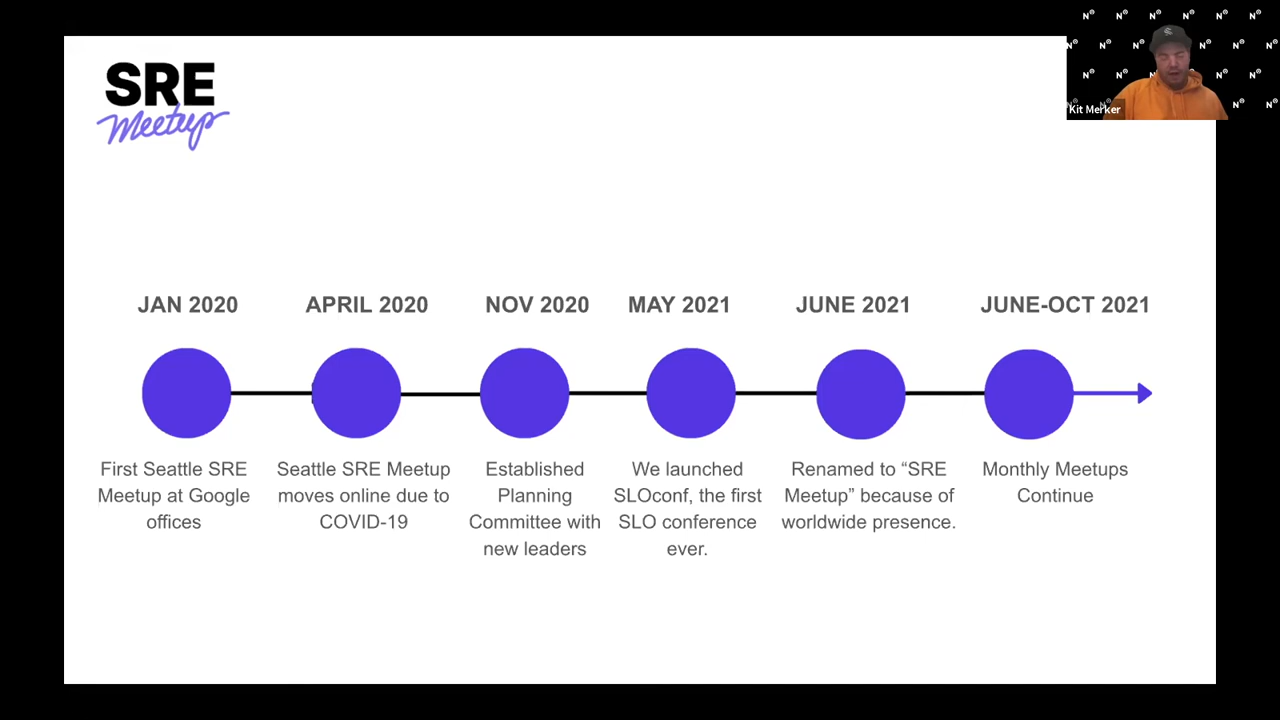 SRE
Meetup
Kit Merker
JAN 2020
APRIL 2020
NOV 2020
MAY 2021
JUNE 2021
JUNE-OCT 2021
First Seattle SRE
Meetup at Google
offices
Seattle SRE Meetup
moves online due to
COVID-19
Established
Planning
Committee with
new leaders
We launched
SLOconf, the first
SLO conference
ever.
Renamed to “SRE
Meetup” because of
worldwide presence.
Monthly Meetups
Continue